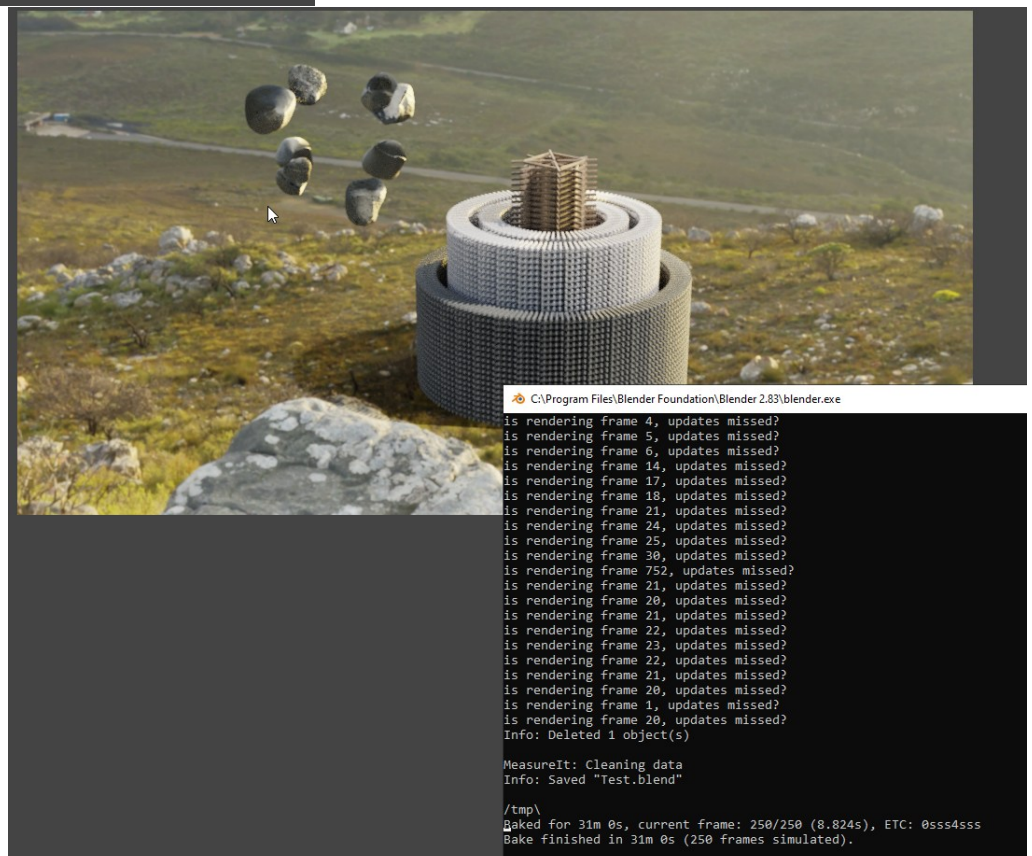 C:\Program Files\Blender Foundation\Blender 2.83\blender.exe
is rendering frame 4, updates missed?
is rendering frame 5, updates missed?
is rendering frame 6, updates missed?
is rendering frame 14, updates missed?
is rendering frame 17, updates missed?
is rendering frame 18, updates missed?
is rendering frame 21, updates missed?
is rendering frame 24, updates missed?
is rendering frame 25, updates missed?
is rendering frame 30, updates missed?
is rendering frame 752, updates missed?
is rendering frame 21, updates missed?
is rendering frame 20, updates missed?
is rendering frame 21, updates missed?
is rendering frame 22, updates missed?
is rendering frame 23, updates missed?
is rendering frame 22, updates missed?
is rendering frame 21, updates missed?
is rendering frame 20, updates missed?
is rendering frame 1, updates missed?
is rendering frame 20, updates missed?
Info: Deleted 1 object(s)
MeasureIt: Cleaning data
Info: Saved "Test.blend"
/tmp\
Baked for 31m 0s, current frame: 250/250 (8.824s), ETC: 0sss4sss
Bake finished in 31m 0s (250 frames simulated).